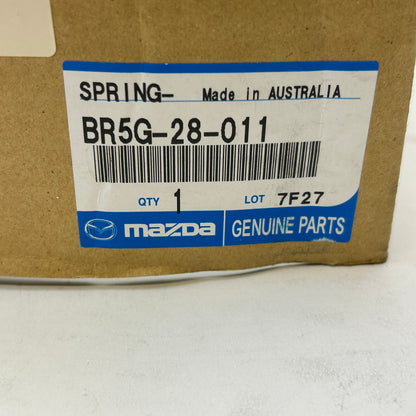 SPRING- Made in AUSTRALIA
BR5G-28-011
QTY 1 LOT 7F27
mazda GENUINE PARTS